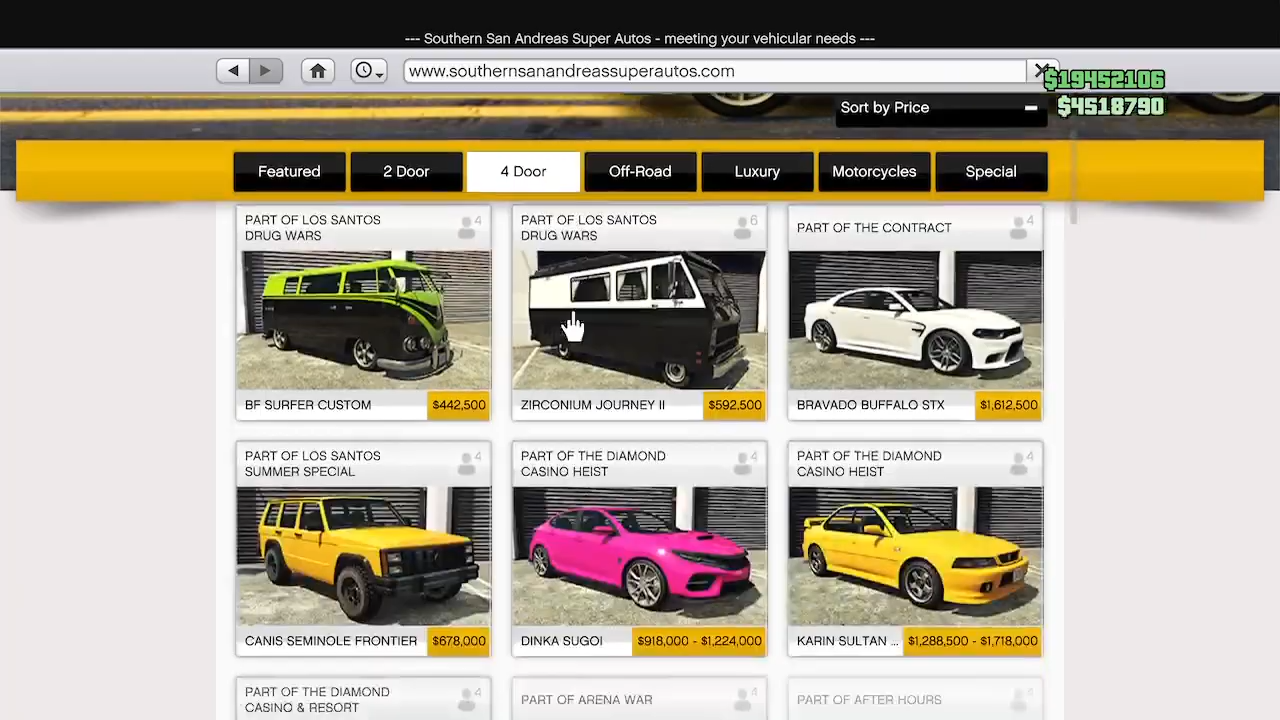 --- Southern San Andreas Super Autos - meeting your vehicular needs ---
www.southernsanandreassuperautos.com
$19452106
$4518790
Sort by Price
Featured
2 Door
4 Door
Off-Road
Luxury
Motorcycles
Special
PART OF LOS SANTOS
DRUG WARS
4
BF SURFER CUSTOM
$442,500
PART OF LOS SANTOS
DRUG WARS
6
ZIRCONIUM JOURNEY II
$592,500
PART OF THE CONTRACT
4
BRAVADO BUFFALO STX
$1,612,500
PART OF LOS SANTOS
SUMMER SPECIAL
4
CANIS SEMINOLE FRONTIER
$678,000
PART OF THE DIAMOND
CASINO HEIST
4
DINKA SUGOI
$918,000 - $1,224,000
PART OF THE DIAMOND
CASINO HEIST
4
KARIN SULTAN ...
$1,288,500 - $1,718,000
PART OF THE DIAMOND
CASINO & RESORT
4
PART OF ARENA WAR
4
PART OF AFTER HOURS
4